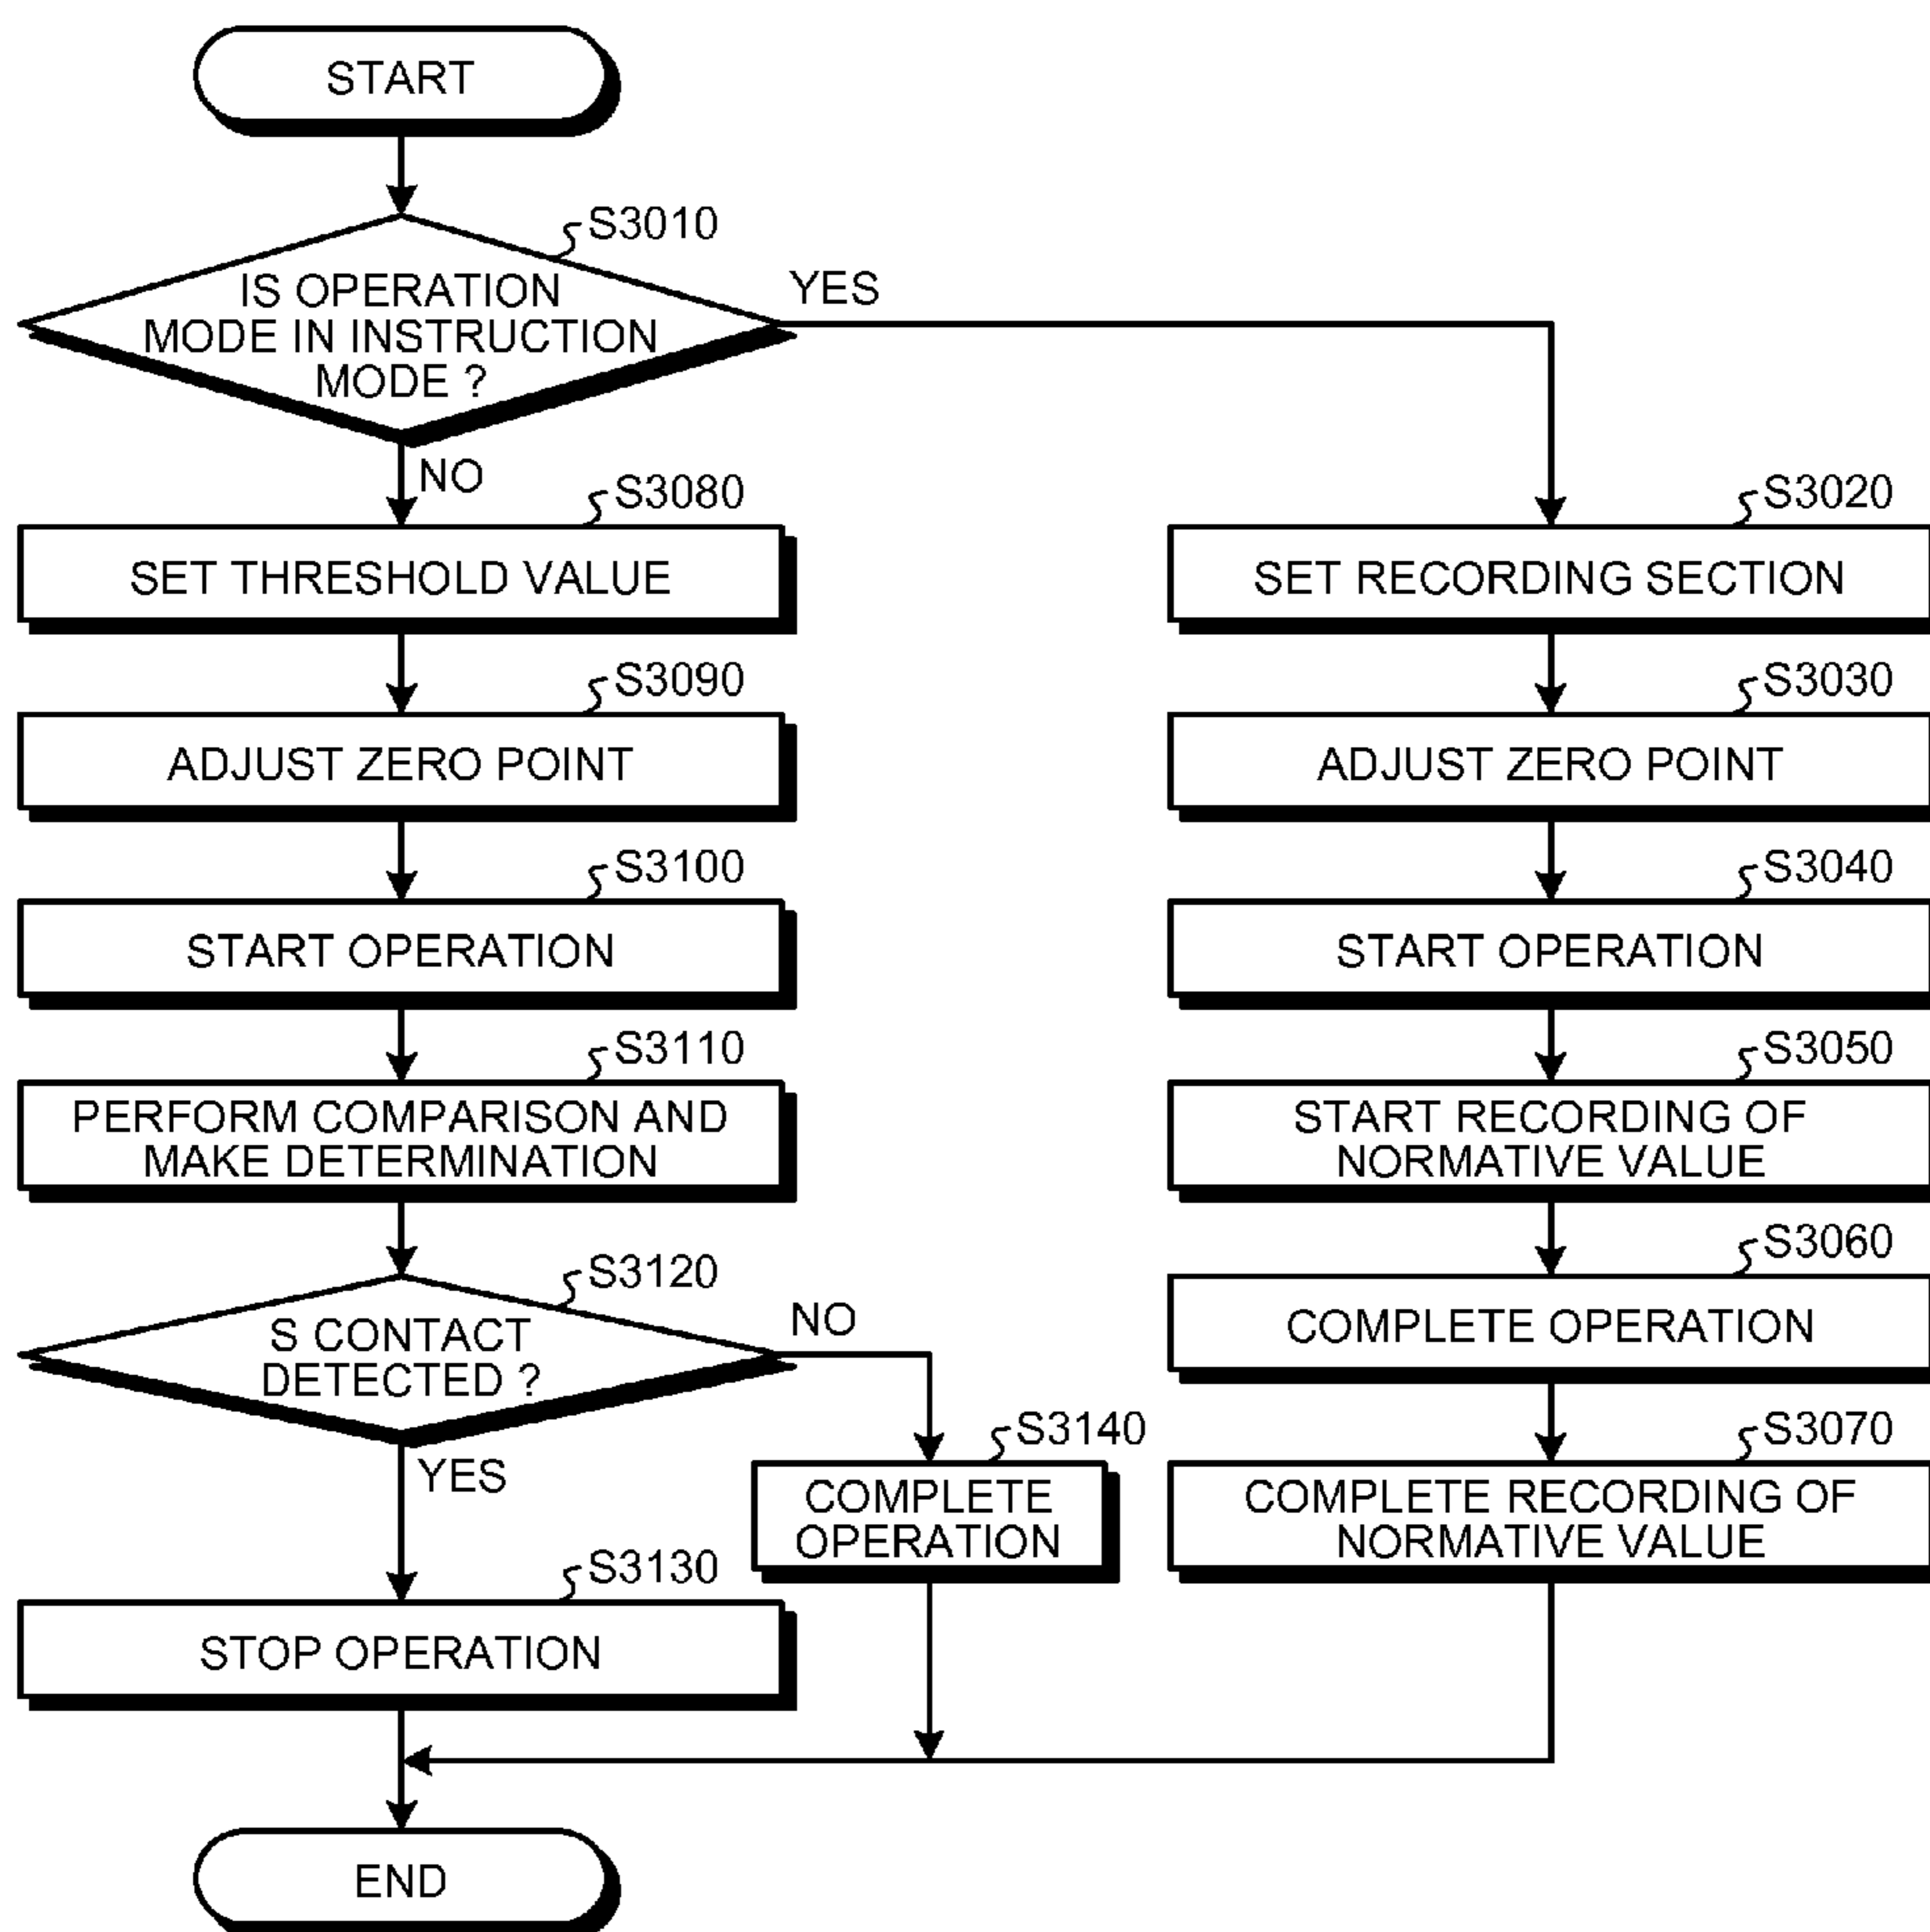 START
S3010
IS OPERATION
MODE IN INSTRUCTION
MODE ?
YES
NO
S3080
SET THRESHOLD VALUE
S3090
ADJUST ZERO POINT
S3100
START OPERATION
S3110
PERFORM COMPARISON AND
MAKE DETERMINATION
S3120
S CONTACT
DETECTED ?
NO
YES
S3130
STOP OPERATION
S3140
COMPLETE
OPERATION
S3020
SET RECORDING SECTION
S3030
ADJUST ZERO POINT
S3040
START OPERATION
S3050
START RECORDING OF
NORMATIVE VALUE
S3060
COMPLETE OPERATION
S3070
COMPLETE RECORDING OF
NORMATIVE VALUE
END